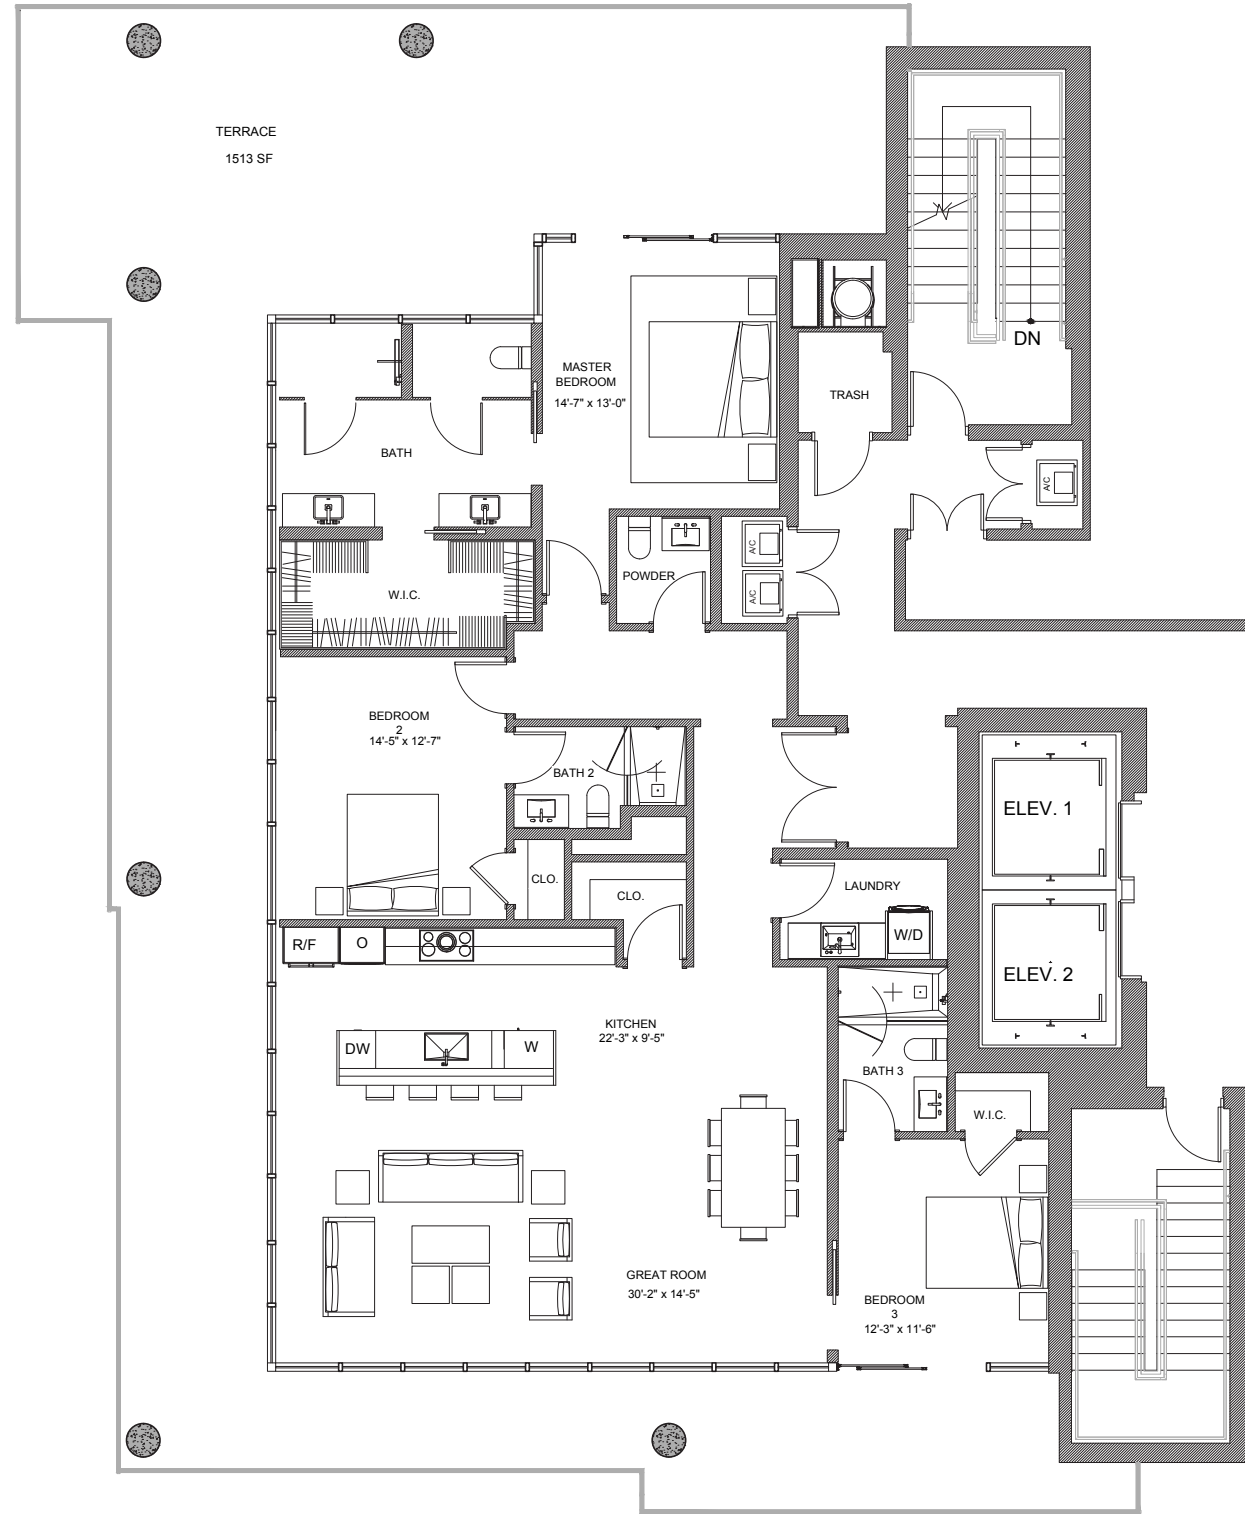 TERRACE
1513 SF
DN
MASTER
BEDROOM
14'-7" x 13'-0"
TRASH
BATH
A/C
A/C
A/C
POWDER
W.I.C.
BEDROOM
2
14'-5" x 12'-7"
BATH 2
ELEV. 1
CLO.
CLO.
LAUNDRY
R/F
O
W/D
ELEV. 2
KITCHEN
22'-3" x 9'-5"
DW
W
BATH 3
W.I.C.
GREAT ROOM
30'-2" x 14'-5"
BEDROOM
3
12'-3" x 11'-6"